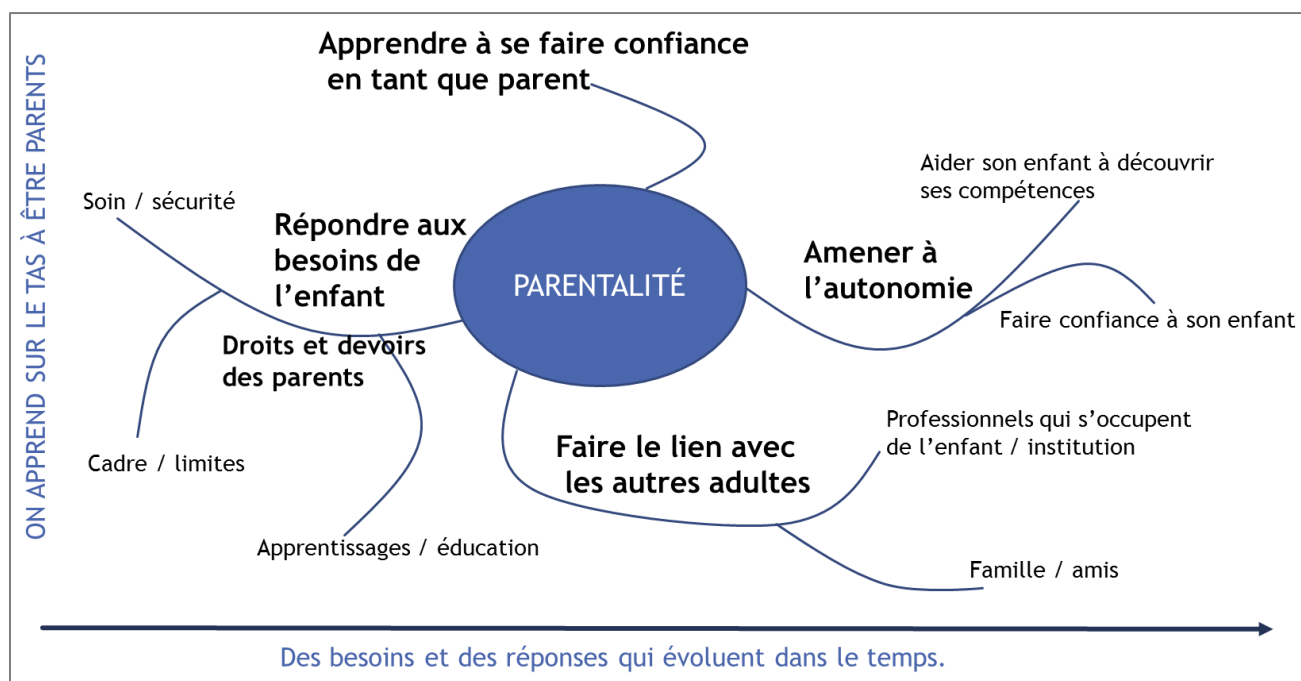 ON APPREND SUR LE TAS À ÊTRE PARENTS
Apprendre à se faire confiance
en tant que parent
Soin / sécurité
Répondre aux
besoins de
l’enfant
Droits et devoirs
des parents
Cadre / limites
Apprentissages / éducation
PARENTALITÉ
Aider son enfant à découvrir
ses compétences
Amener à
l’autonomie
Faire confiance à son enfant
Faire le lien avec
les autres adultes
Professionnels qui s’occupent
de l’enfant / institution
Famille / amis
Des besoins et des réponses qui évoluent dans le temps.